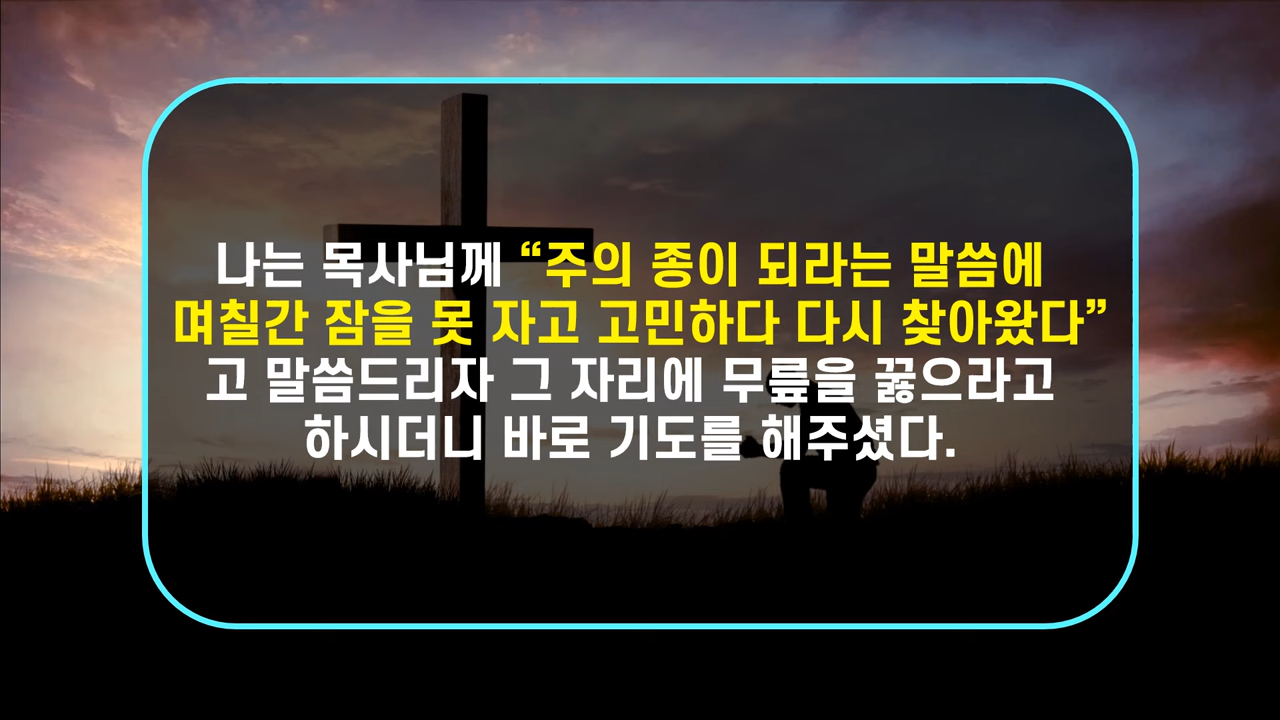 나는 목사님께 “주의 종이 되라는 말씀에
며칠간 잠을 못 자고 고민하다 다시 찾아왔다”
고 말씀드리자 그 자리에 무릎을 꿇으라고
하시더니 바로 기도를 해주셨다.